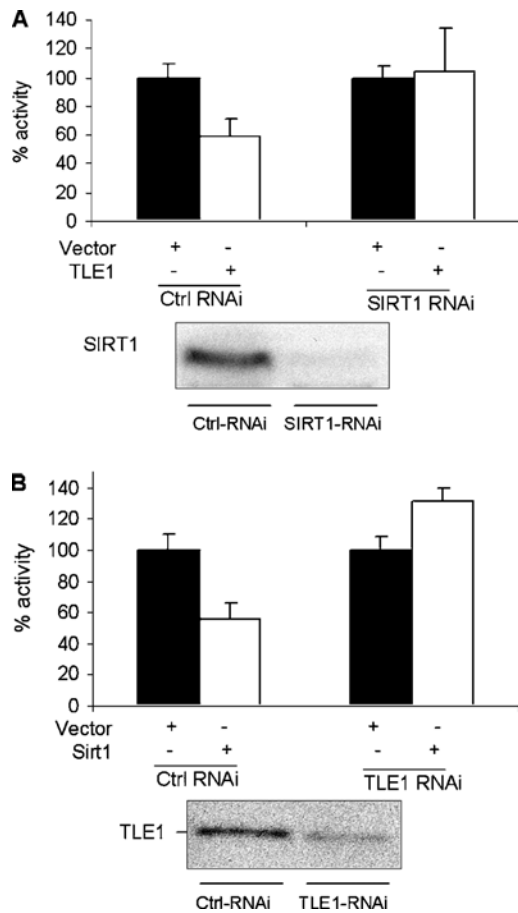 A
% activity
140
120
100
80
60
40
20
0
Vector + - + -
TLE1 - + - +
Ctrl RNAi SIRT1 RNAi
SIRT1
Ctrl-RNAi SIRT1-RNAi
B
% activity
140
120
100
80
60
40
20
0
Vector + - + -
Sirt1 - + - +
Ctrl RNAi TLE1 RNAi
TLE1
Ctrl-RNAi TLE1-RNAi